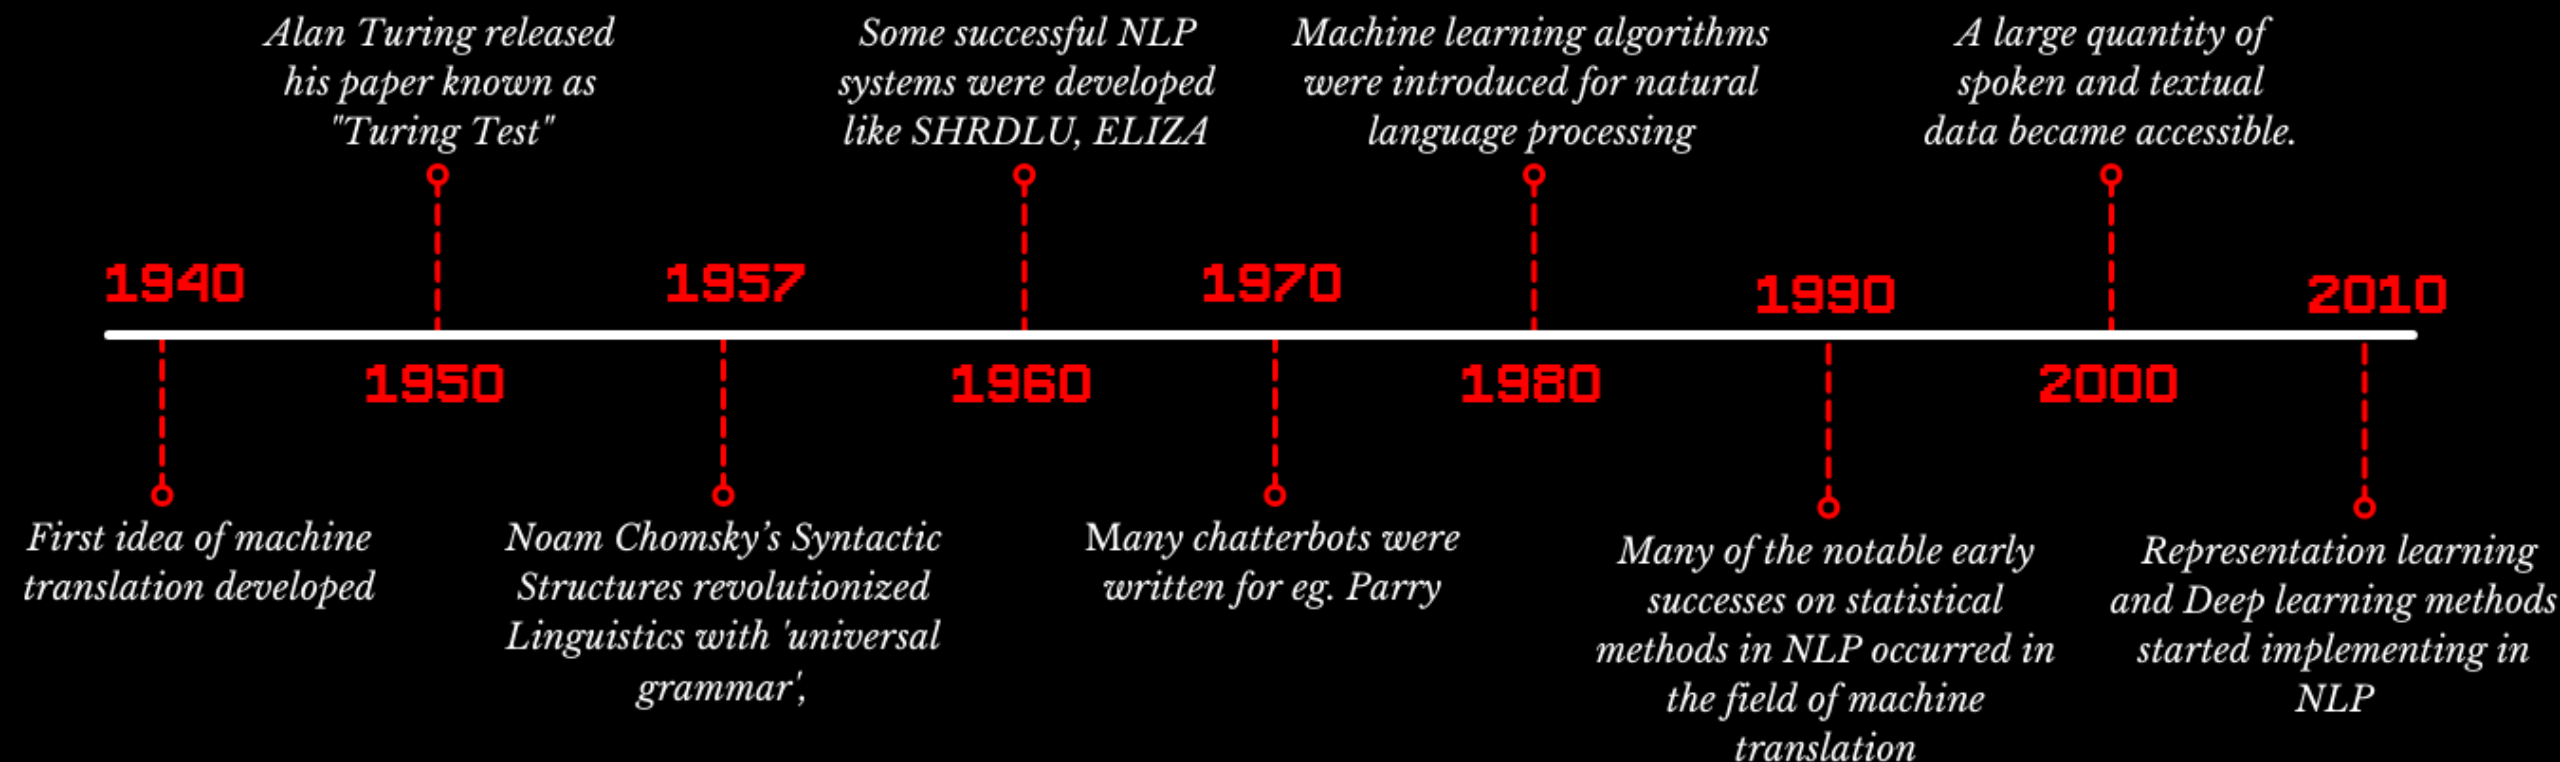 Alan Turing released
his paper known as
"Turing Test"
Some successful NLP
systems were developed
like SHRDLU, ELIZA
Machine learning algorithms
were introduced for natural
language processing
A large quantity of
spoken and textual
data became accessible.
1940
1957
1970
1990
2010
1950
1960
1980
2000
First idea of machine
translation developed
Noam Chomsky’s Syntactic
Structures revolutionized
Linguistics with 'universal
grammar',
Many chatterbots were
written for eg. Parry
Many of the notable early
successes on statistical
methods in NLP occurred in
the field of machine
translation
Representation learning
and Deep learning methods
started implementing in
NLP